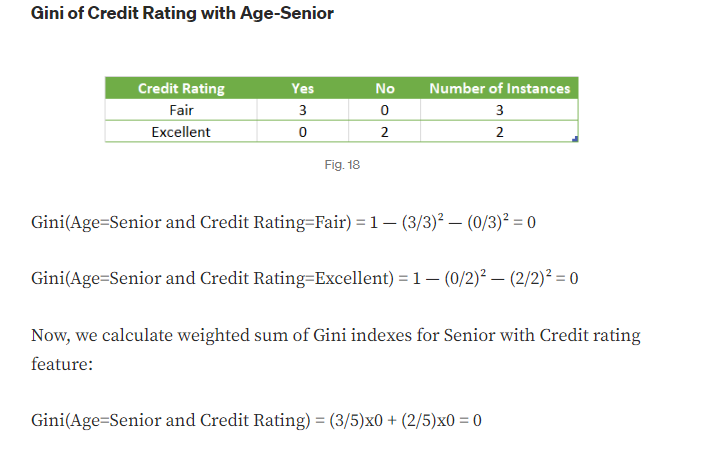 Gini of Credit Rating with Age-Senior
Credit Rating Yes No Number of Instances
Fair 3 0 3
Excellent 0 2 2
Fig. 18
Gini(Age=Senior and Credit Rating=Fair) = 1 — (3/3)² — (0/3)² = 0
Gini(Age=Senior and Credit Rating=Excellent) = 1 — (0/2)² — (2/2)² = 0
Now, we calculate weighted sum of Gini indexes for Senior with Credit rating
feature:
Gini(Age=Senior and Credit Rating) = (3/5)x0 + (2/5)x0 = 0